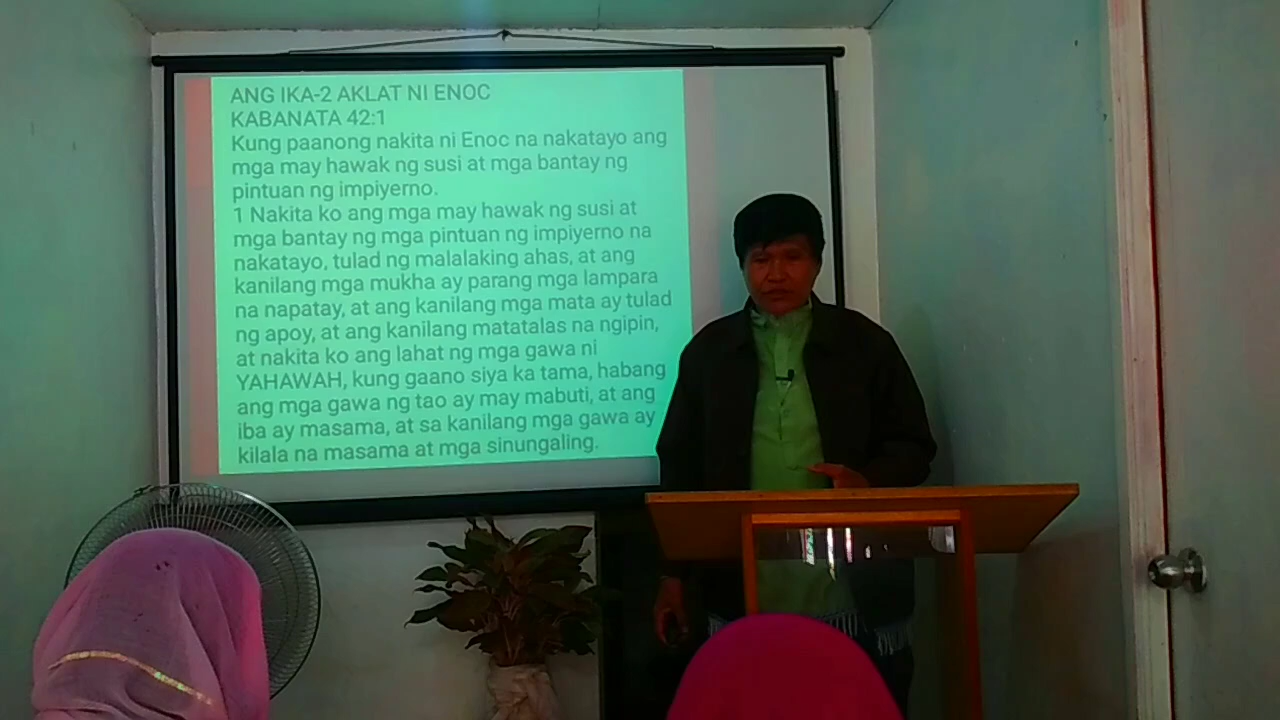 ANG IKA-2 AKLAT NI ENOC
KABANATA 42:1
Kung paanong nakita ni Enoc na nakatayo ang
mga may hawak ng susi at mga bantay ng
pintuan ng impiyerno.
1 Nakita ko ang mga may hawak ng susi at
mga bantay ng mga pintuan ng impiyerno na
nakatayo, tulad ng malalaking ahas, at ang
kanilang mga mukha ay parang mga lampara
na napatay, at ang kanilang mga mata ay tulad
ng apoy, at ang kanilang matatalas na ngipin,
at nakita ko ang lahat ng mga gawa ni
YAHAWAH, kung gaano siya ka tama, habang
ang mga gawa ng tao ay may mabuti, at ang
iba ay masama, at sa kanilang mga gawa ay
kilala na masama at mga sinungaling.